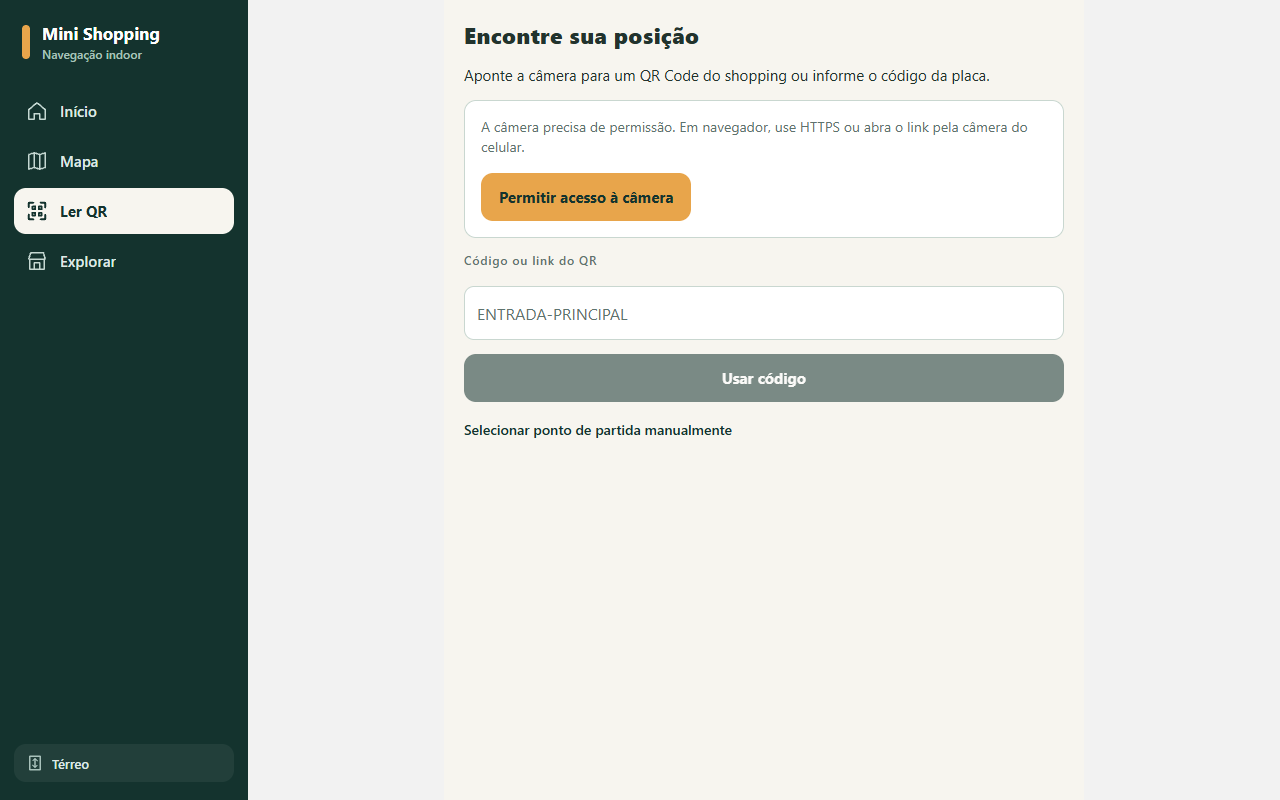 Mini Shopping
Navegação indoor
Início
Mapa
Ler QR
Explorar
Térreo
Encontre sua posição
Aponte a câmera para um QR Code do shopping ou informe o código da placa.
A câmera precisa de permissão. Em navegador, use HTTPS ou abra o link pela câmera do
celular.
Permitir acesso à câmera
Código ou link do QR
ENTRADA-PRINCIPAL
Usar código
Selecionar ponto de partida manualmente